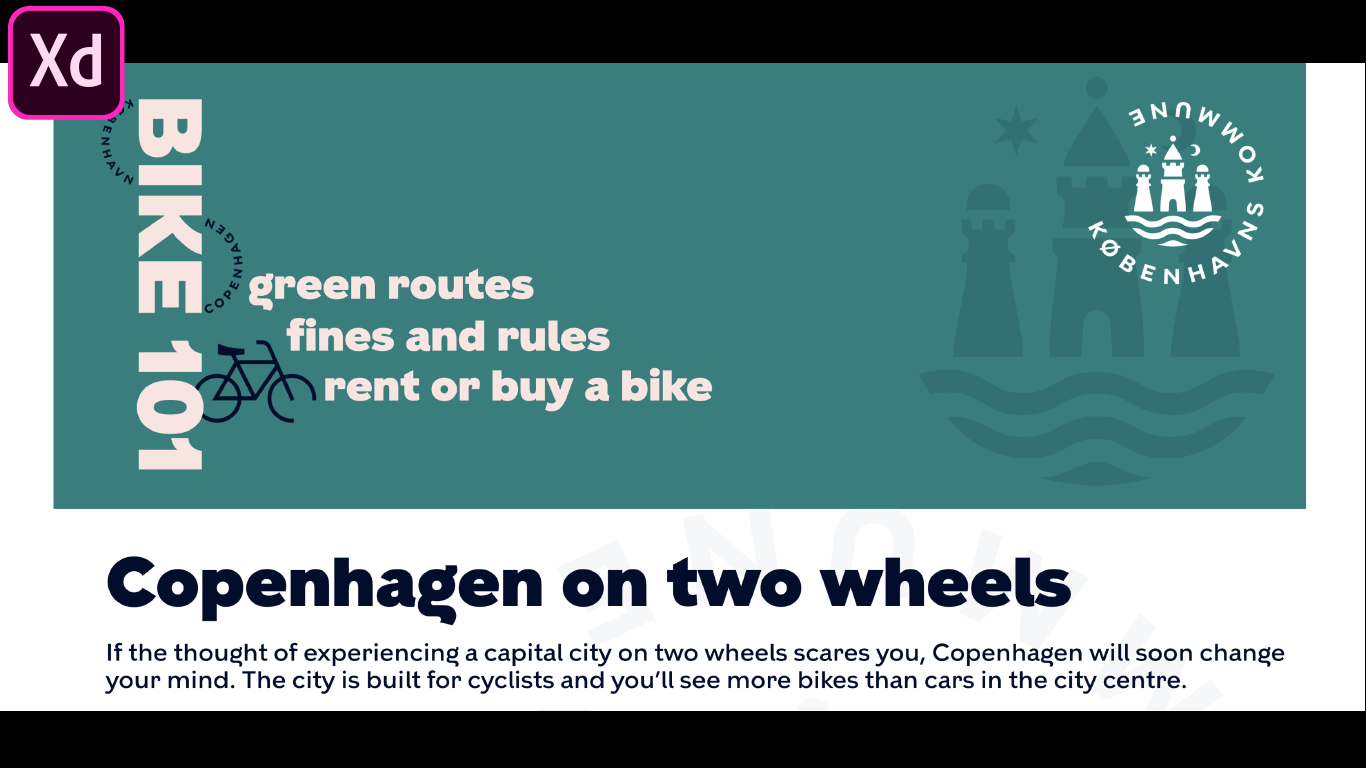 Xd
KØBENHAVN
BIKE 101
COPENHAGEN
green routes
fines and rules
rent or buy a bike
KØBENHAVNS KOMMUNE
Copenhagen on two wheels
If the thought of experiencing a capital city on two wheels scares you, Copenhagen will soon change
your mind. The city is built for cyclists and you’ll see more bikes than cars in the city centre.